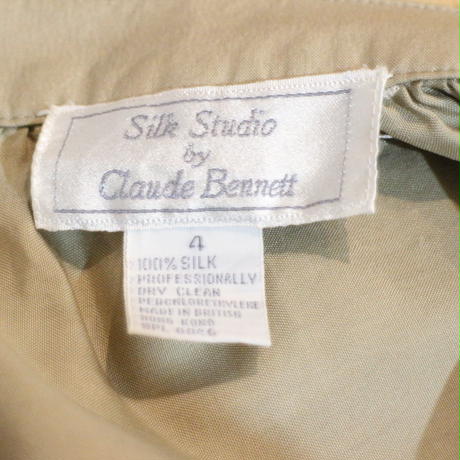 Silk Studio
by
Claude Bennett
4
100% SILK
PROFESSIONALLY
DRY CLEAN
PERCHLORETHYLENE
MADE IN BRITISH
HONG KONG